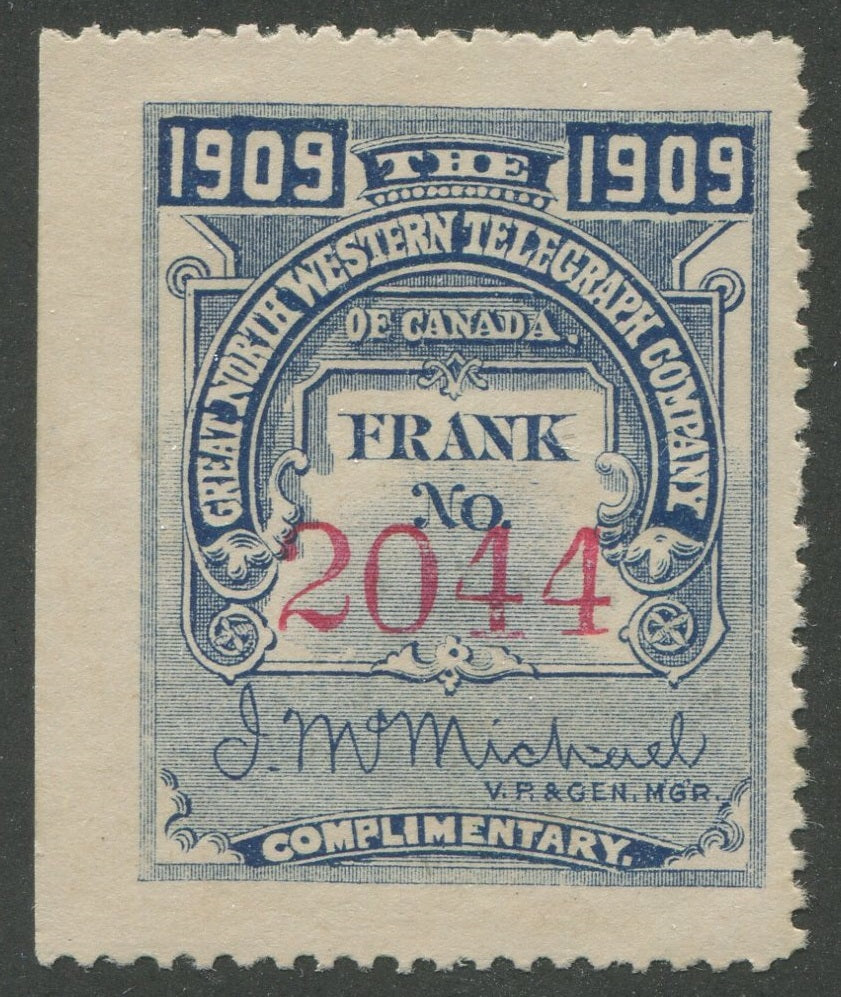 1909 THE 1909
GREAT NORTH WESTERN TELEGRAPH COMPANY
OF CANADA.
FRANK
No.
2044
I. McMichael
V. P. & GEN. MGR.
COMPLIMENTARY.